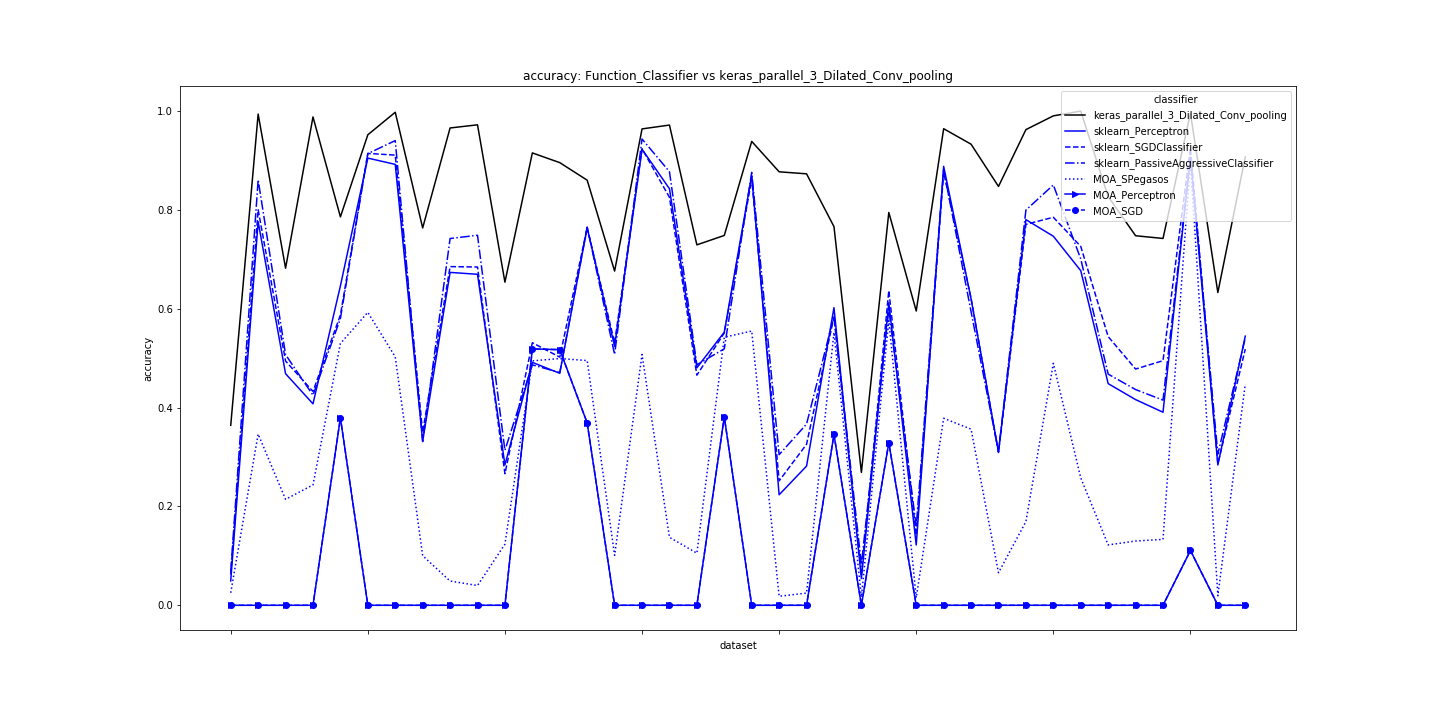 accuracy: Function_Classifier vs keras_parallel_3_Dilated_Conv_pooling
classifier
keras_parallel_3_Dilated_Conv_pooling
sklearn_Perceptron
sklearn_SGDClassifier
sklearn_PassiveAggressiveClassifier
MOA_SPegasos
MOA_Perceptron
MOA_SGD
1.0
0.8
0.6
0.4
0.2
0.0
accuracy
dataset